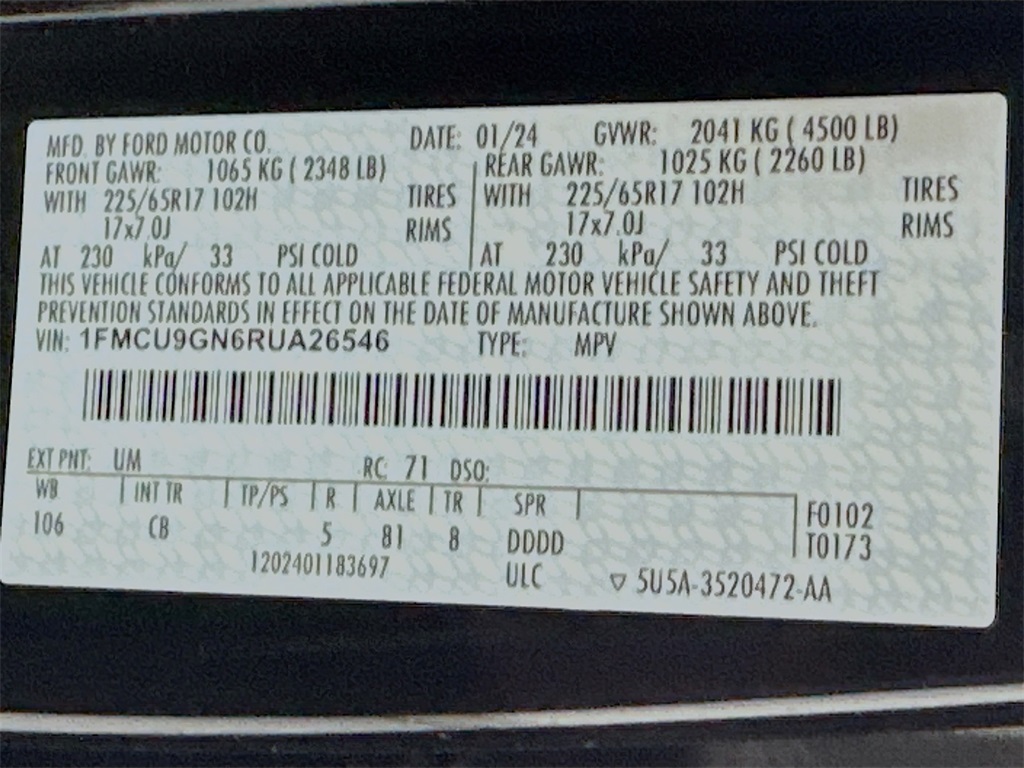 MFD. BY FORD MOTOR CO. DATE: 01/24 GVWR: 2041 KG ( 4500 LB)
FRONT GAWR: 1065 KG ( 2348 LB) REAR GAWR: 1025 KG ( 2260 LB)
WITH 225/65R17 102H TIRES WITH 225/65R17 102H TIRES
17x7.0J RIMS 17x7.0J RIMS
AT 230 kPa/ 33 PSI COLD AT 230 kPa/ 33 PSI COLD
THIS VEHICLE CONFORMS TO ALL APPLICABLE FEDERAL MOTOR VEHICLE SAFETY AND THEFT
PREVENTION STANDARDS IN EFFECT ON THE DATE OF MANUFACTURE SHOWN ABOVE.
VIN: 1FMCU9GN6RUA26546 TYPE: MPV
EXT PNT: UM RC: 71 DSO:
WB INT TR TP/PS R AXLE TR SPR F0102
106 CB 5 81 8 DDDD T0173
1202401183697 ULC ▽ 5U5A-3520472-AA